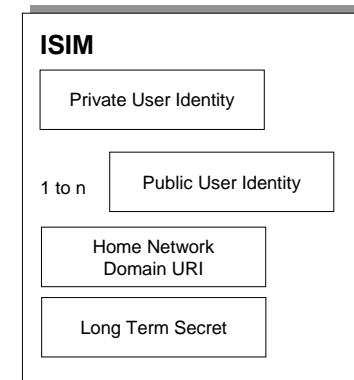 ISIM
Private User Identity
1 to n
Public User Identity
Home Network
Domain URI
Long Term Secret